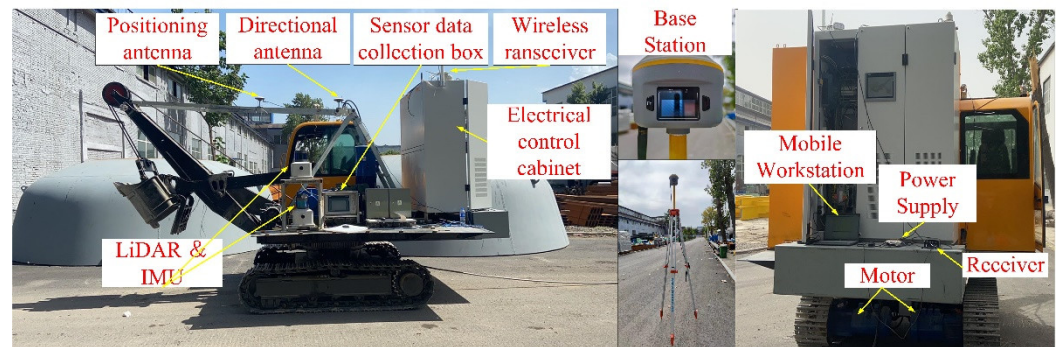 Positioning
antenna
Directional
antenna
Sensor data
collection box
Wireless
ransceiver
Electrical
control
cabinet
LiDAR &
IMU
Base
Station
Mobile
Workstation
Power
Supply
Receiver
Motor